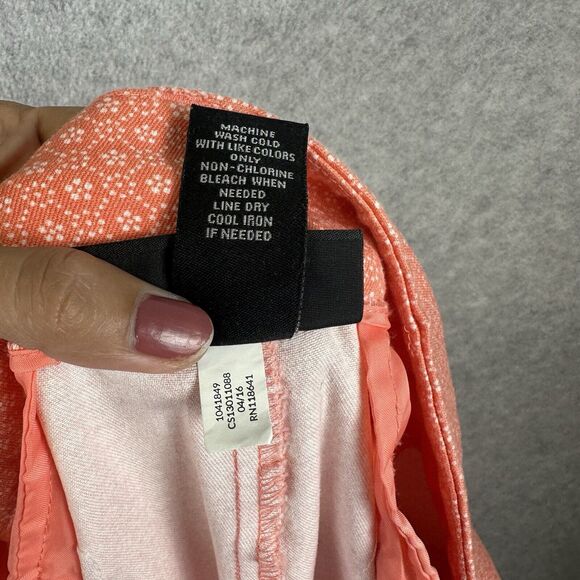 MACHINE
WASH COLD
WITH LIKE COLORS
ONLY
NON-CHLORINE
BLEACH WHEN
NEEDED
LINE DRY
COOL IRON
IF NEEDED
1041849
CS13011088
04/16
RN118641